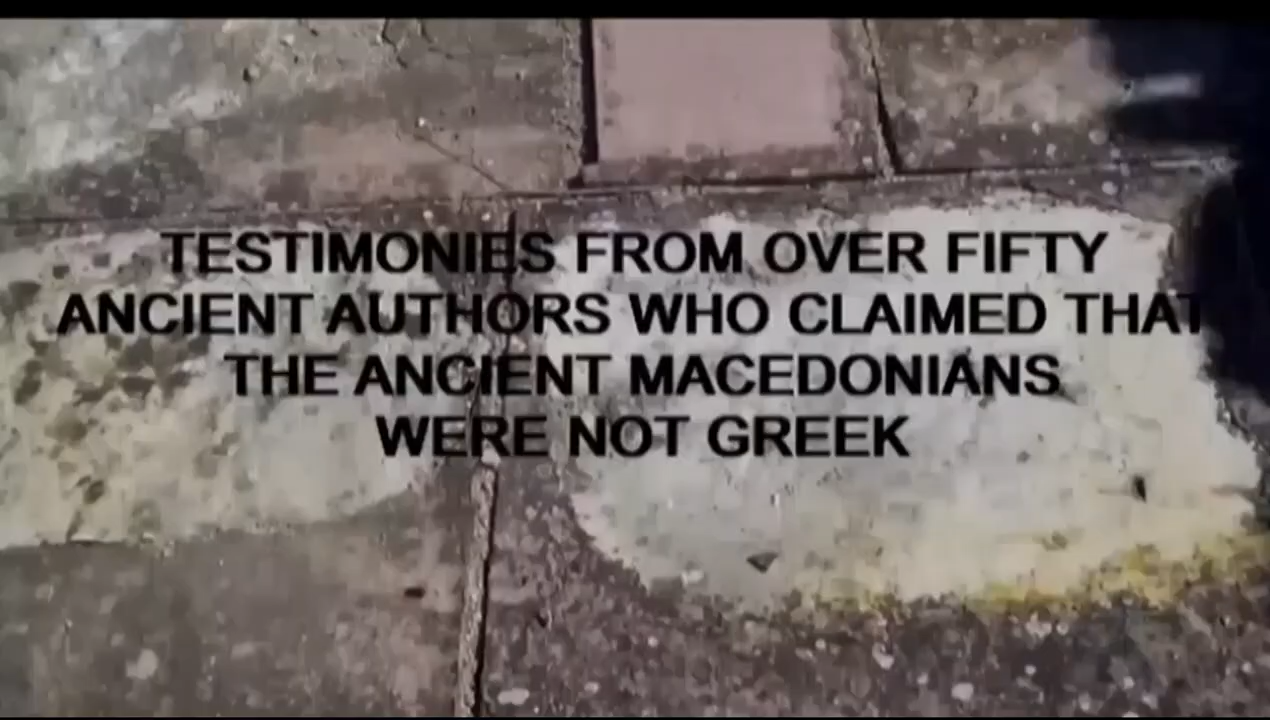 TESTIMONIES FROM OVER FIFTY
ANCIENT AUTHORS WHO CLAIMED THAT
THE ANCIENT MACEDONIANS
WERE NOT GREEK